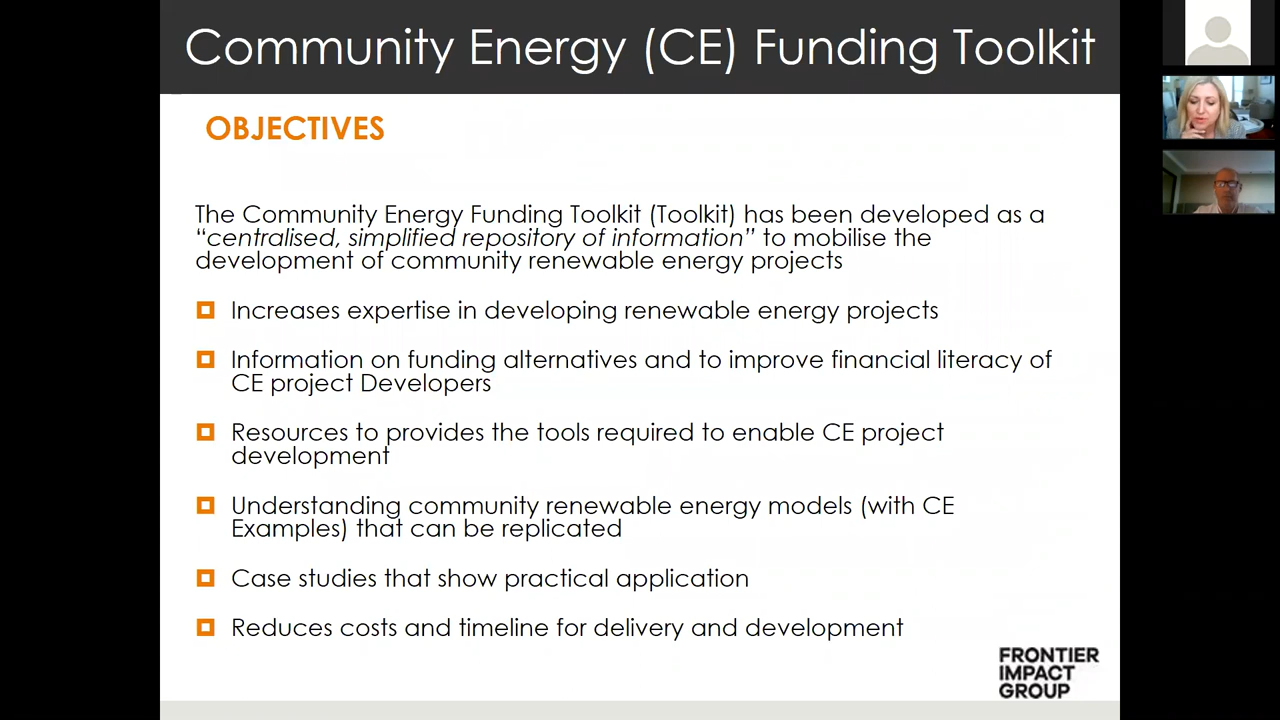 Community Energy (CE) Funding Toolkit
OBJECTIVES
The Community Energy Funding Toolkit (Toolkit) has been developed as a
“centralised, simplified repository of information” to mobilise the
development of community renewable energy projects
Increases expertise in developing renewable energy projects
Information on funding alternatives and to improve financial literacy of
CE project Developers
Resources to provides the tools required to enable CE project
development
Understanding community renewable energy models (with CE
Examples) that can be replicated
Case studies that show practical application
Reduces costs and timeline for delivery and development
FRONTIER
IMPACT
GROUP